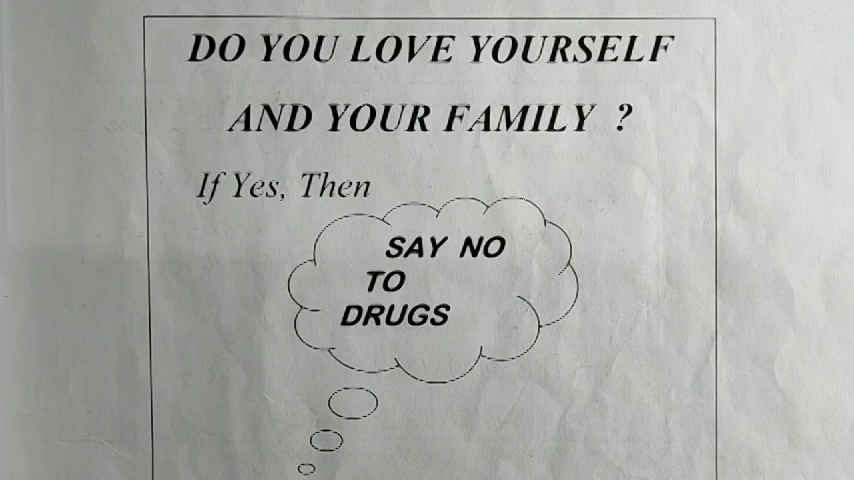 DO YOU LOVE YOURSELF
AND YOUR FAMILY ?
If Yes, Then
SAY NO
TO
DRUGS